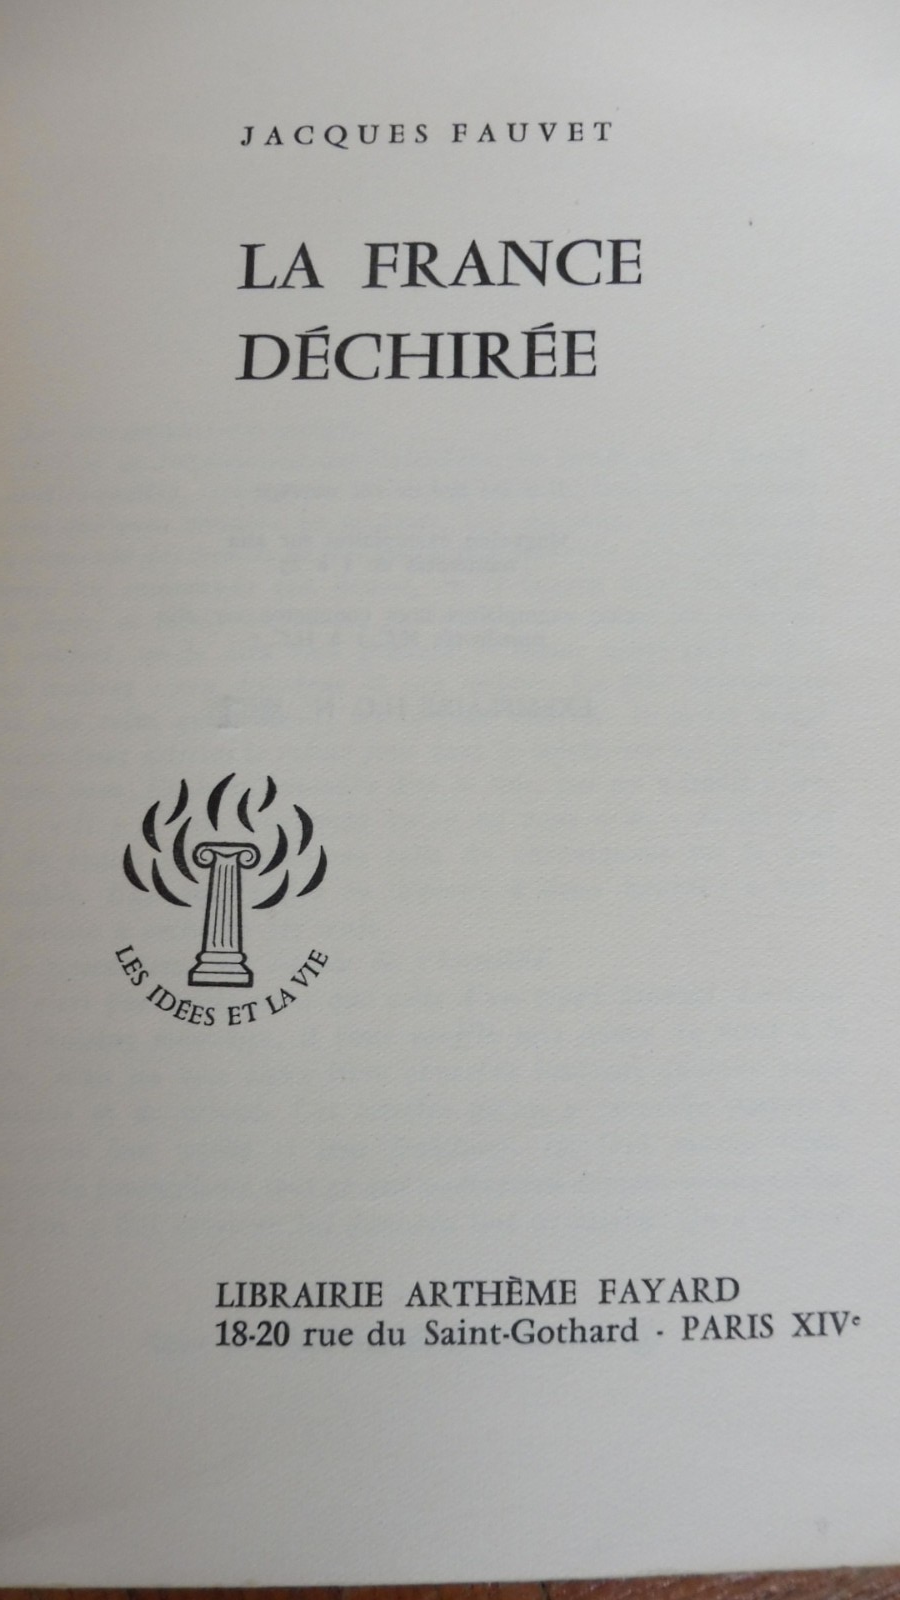 JACQUES FAUVET
LA FRANCE
DÉCHIRÉE
LES IDÉES ET LA VIE
LIBRAIRIE ARTHÈME FAYARD
18-20 rue du Saint-Gothard · PARIS XIVe